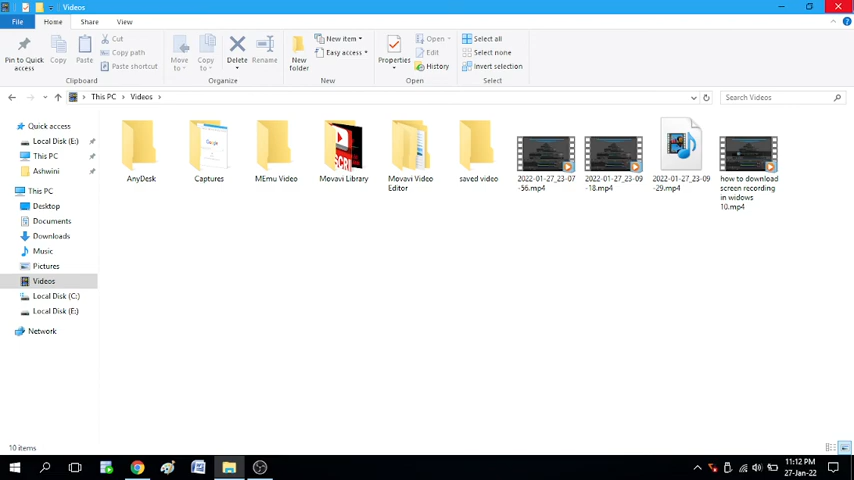 Videos
File
Home
Share
View
Pin to Quick access
Copy
Paste
Cut
Copy path
Paste shortcut
Clipboard
Move to
Copy to
Delete
Rename
Organize
New folder
New item
Easy access
New
Properties
Open
Edit
History
Open
Select all
Select none
Invert selection
Select
This PC
Videos
Search Videos
Quick access
Local Disk (E:)
This PC
Ashwini
This PC
Desktop
Documents
Downloads
Music
Pictures
Videos
Local Disk (C:)
Local Disk (E:)
Network
AnyDesk
Captures
MEmu Video
Movavi Library
Movavi Video
Editor
saved video
2022-01-27_23-07
-56.mp4
2022-01-27_23-09
-18.mp4
2022-01-27_23-09
-29.mp4
how to download
screen recording
in widows
10.mp4
10 items
11:12 PM
27-Jan-22